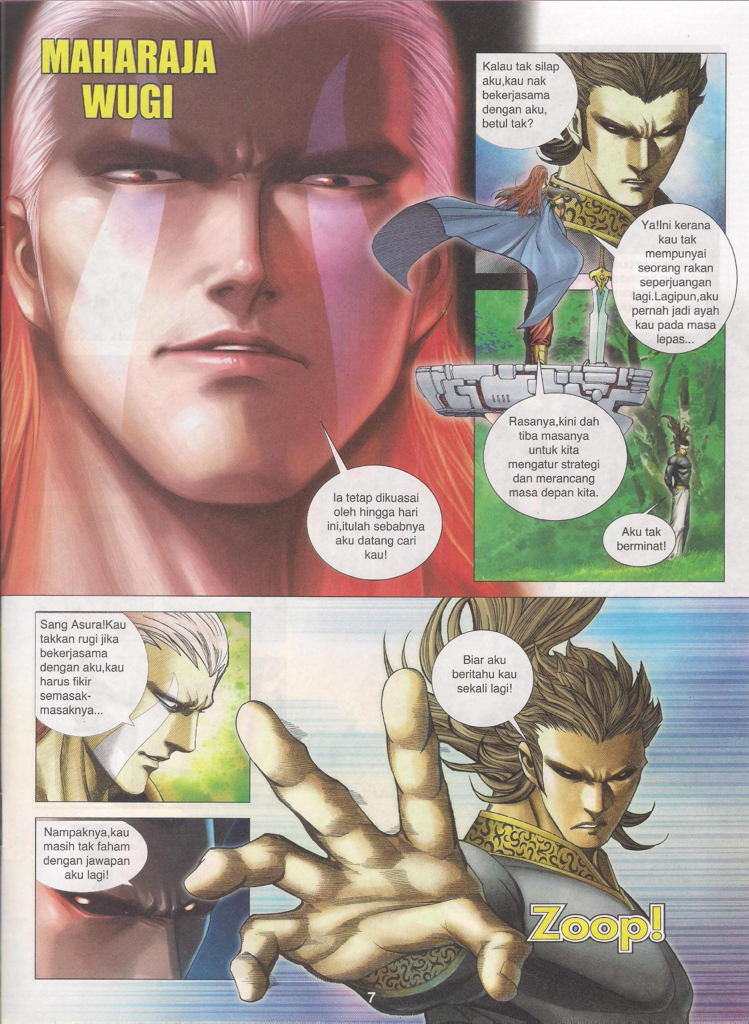 MAHARAJA
WUGI
Ia tetap dikuasai
oleh hingga hari
ini,itulah sebabnya
aku datang cari
kau!
Kalau tak silap
aku,kau nak
bekerjasama
dengan aku,
betul tak?
Ya!Ini kerana
kau tak
mempunyai
seorang rakan
seperjuangan
lagi.Lagipun,aku
pernah jadi ayah
kau pada masa
lepas...
Rasanya,kini dah
tiba masanya
untuk kita
mengatur strategi
dan merancang
masa depan kita.
Aku tak
berminat!
Sang Asura!Kau
takkan rugi jika
bekerjasama
dengan aku,kau
harus fikir
semasak-
masaknya...
Nampaknya,kau
masih tak faham
dengan jawapan
aku lagi!
Biar aku
beritahu kau
sekali lagi!
Zoop!
7